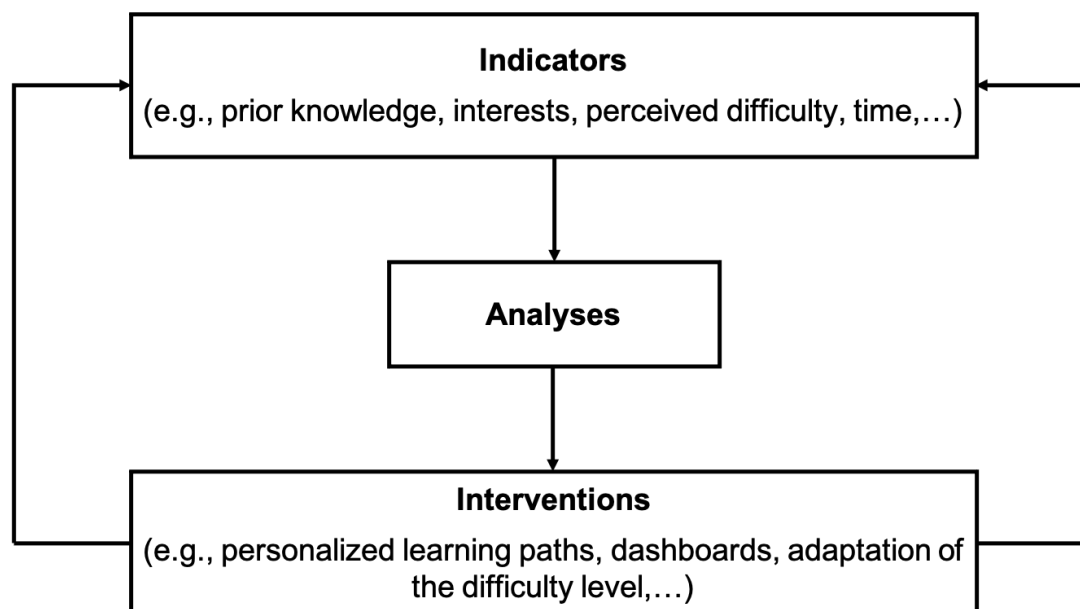 Indicators
(e.g., prior knowledge, interests, perceived difficulty, time,…)
Analyses
Interventions
(e.g., personalized learning paths, dashboards, adaptation of
the difficulty level,…)